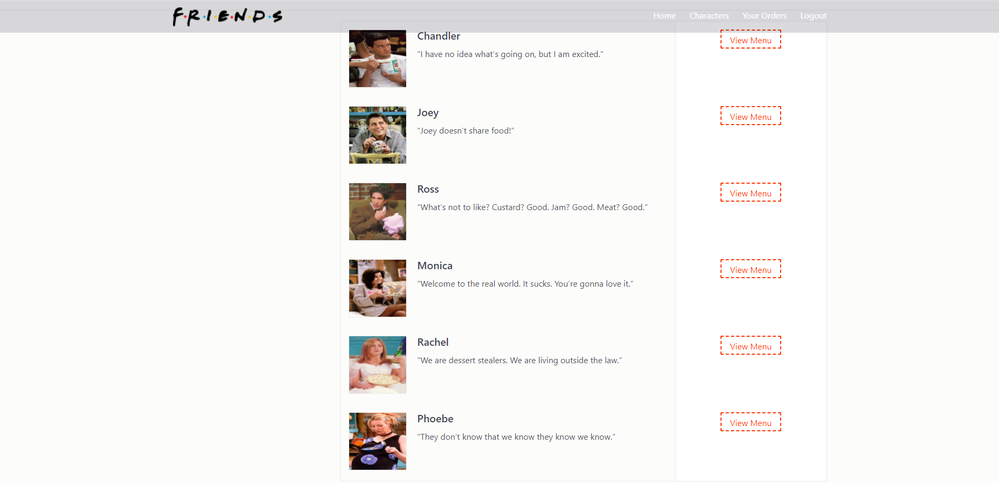 F·R·I·E·N·D·S
Home Characters Your Orders Logout
Chandler
View Menu
“I have no idea what’s going on, but I am excited.”
Joey
View Menu
“Joey doesn’t share food!”
Ross
View Menu
“What’s not to like? Custard? Good. Jam? Good. Meat? Good.”
Monica
View Menu
“Welcome to the real world. It sucks. You’re gonna love it.”
Rachel
View Menu
“We are dessert stealers. We are living outside the law.”
Phoebe
View Menu
“They don’t know that we know they know we know.”